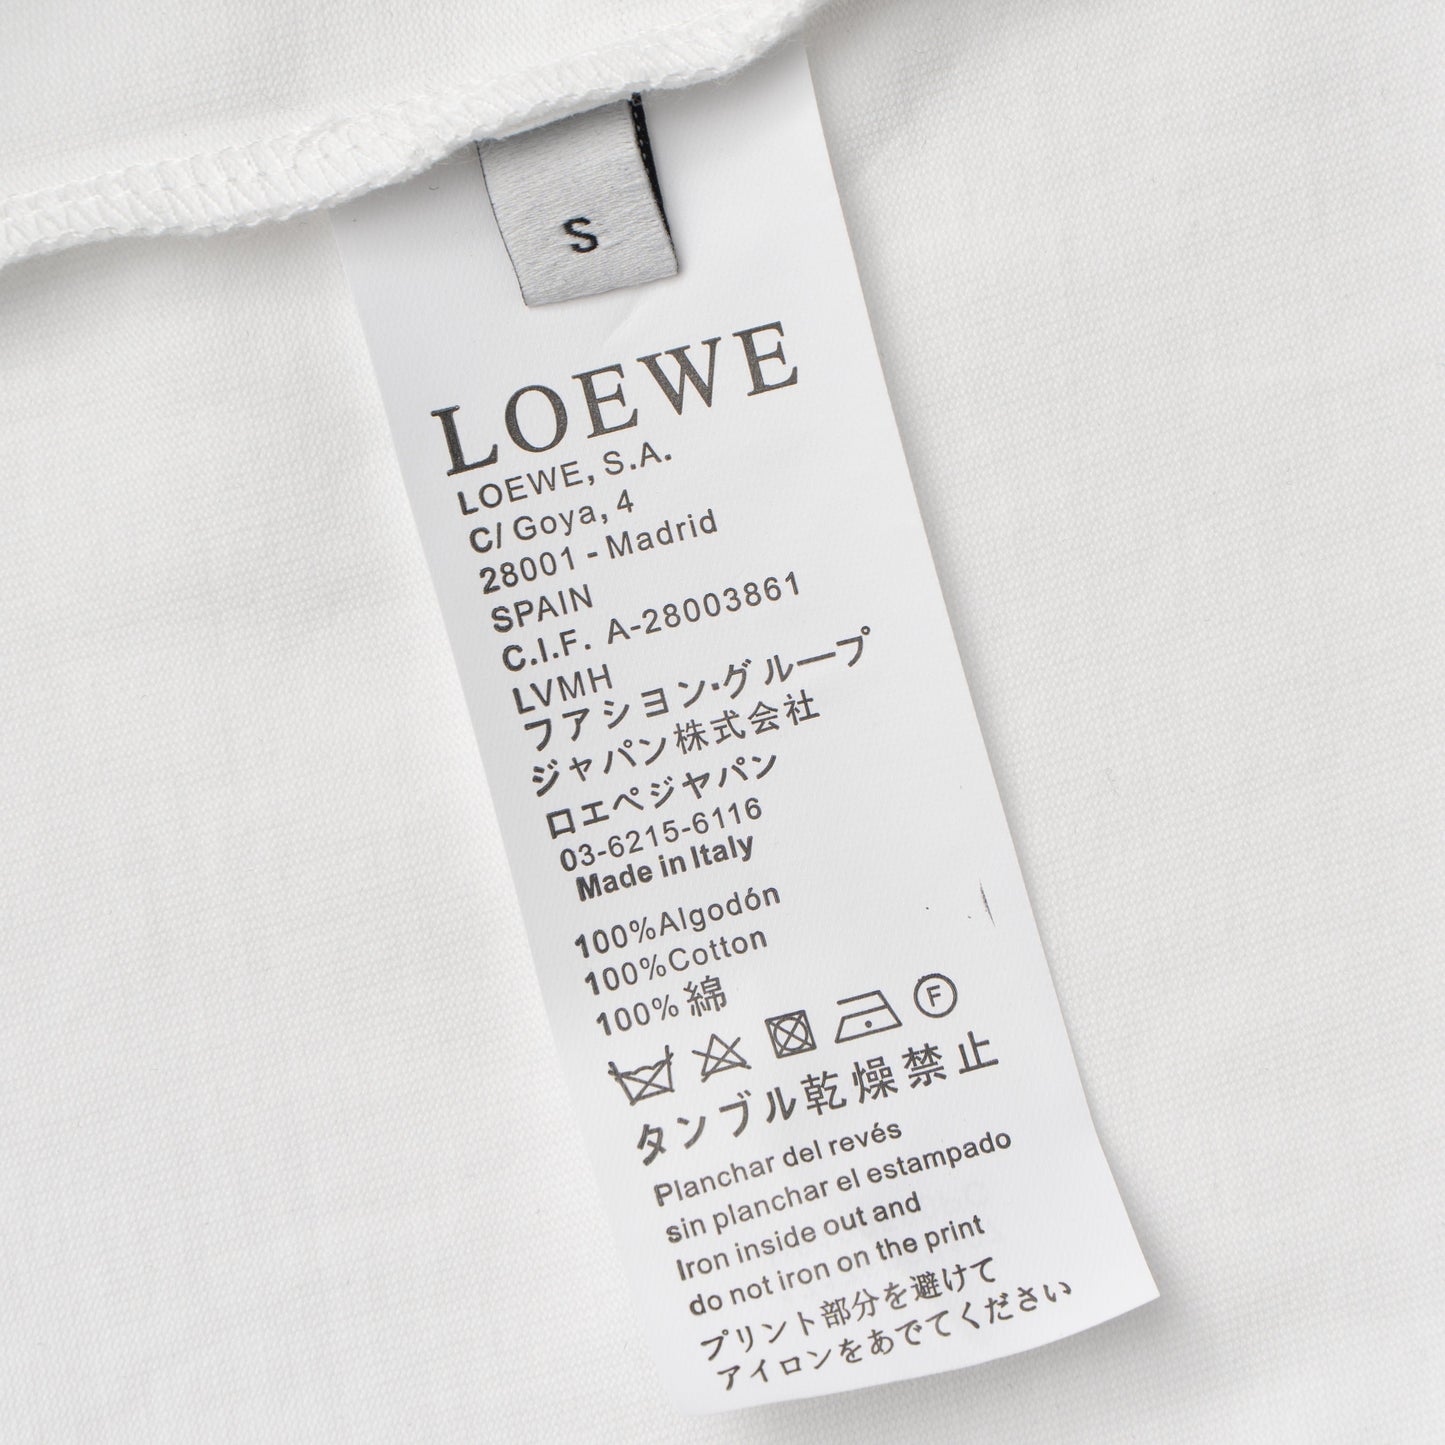 S
LOEWE
LOEWE, S.A.
C/ Goya, 4
28001 - Madrid
SPAIN
C.I.F. A-28003861
LVMH
フアション·グループ
ジャパン株式会社
ロエペジヤパン
03-6215-6116
Made in Italy
100%Algodón
100%Cotton
100%綿
F
タンブル乾燥禁止
Planchar del revés
sin planchar el estampado
Iron inside out and
do not iron on the print
プリント部分を避けて
アイロンをあでてください